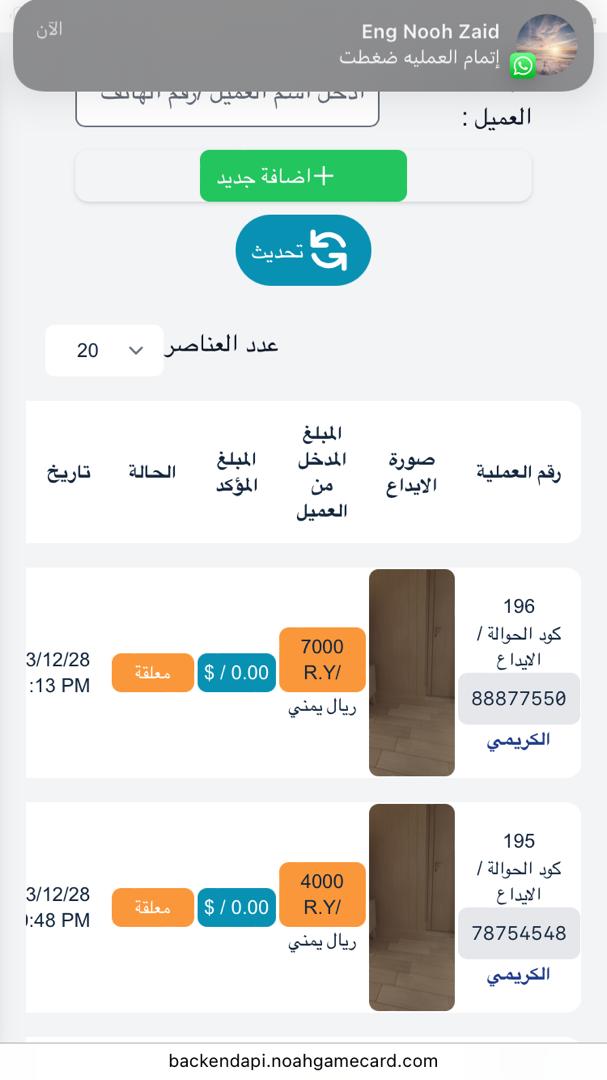 الآن
Eng Nooh Zaid
إتمام العمليه ضغطت
ادخل اسم العميل /رقم الهاتف
العميل :
+اضافة جديد
تحديث
عدد العناصر
20
رقم العملية
صورة الايداع
المبلغ المدخل من العميل
المبلغ المؤكد
الحالة
تاريخ
196
كود الحوالة /
الايداع
88877550
الكريمي
7000
R.Y/
ريال يمني
$ / 0.00
معلقة
3/12/28
:13 PM
195
كود الحوالة /
الايداع
78754548
الكريمي
4000
R.Y/
ريال يمني
$ / 0.00
معلقة
3/12/28
:48 PM
backendapi.noahgamecard.com